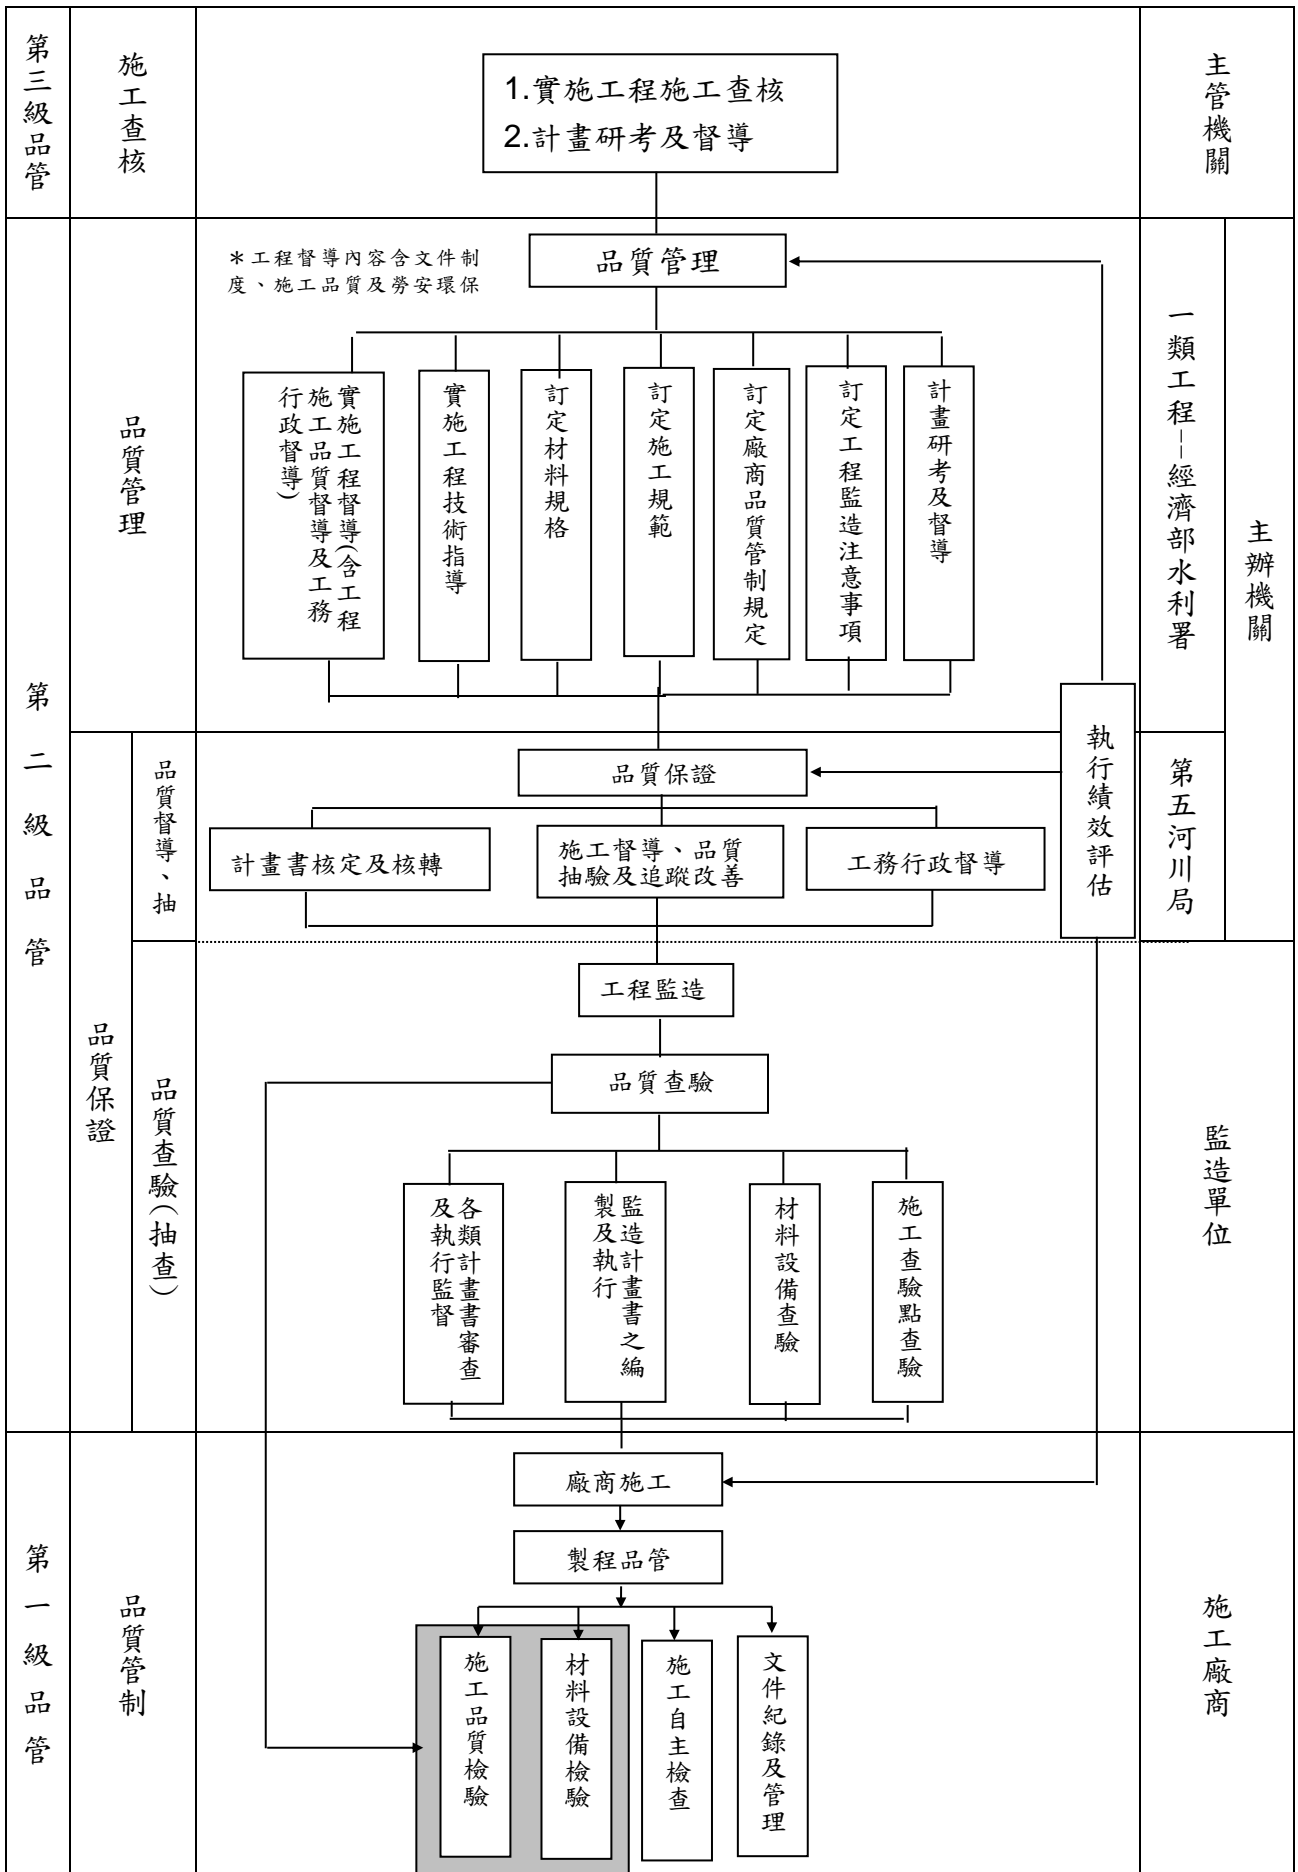 第三級品管
施工查核
1.實施工程施工查核
2.計畫研考及督導
主管機關
第二級品管
品質管理
＊工程督導內容含文件制
度、施工品質及勞安環保
品質管理
實施工程督導(含工程
施工品質督導及工務
行政督導)
實施工程技術指導
訂定材料規格
訂定施工規範
訂定廠商品質管制規定
訂定工程監造注意事項
計畫研考及督導
一類工程--經濟部水利署
主辦機關
執行績效評估
品質保證
品質督導、抽
品質保證
計畫書核定及核轉
施工督導、品質
抽驗及追蹤改善
工務行政督導
第五河川局
品質查驗(抽查)
工程監造
品質查驗
各類計畫書審查
及執行監督
監造計畫書之編
製及執行
材料設備查驗
施工查驗點查驗
監造單位
第一級品管
品質管制
廠商施工
製程品管
施工品質檢驗
材料設備檢驗
施工自主檢查
文件紀錄及管理
施工廠商